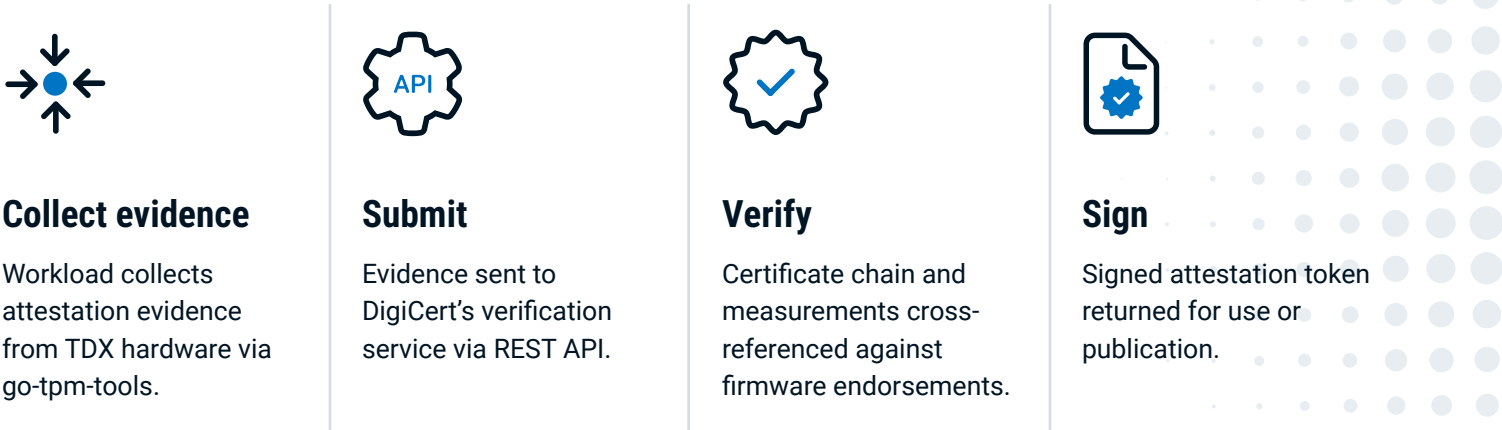 API
Collect evidence
Workload collects
attestation evidence
from TDX hardware via
go-tpm-tools.
Submit
Evidence sent to
DigiCert’s verification
service via REST API.
Verify
Certificate chain and
measurements cross-
referenced against
firmware endorsements.
Sign
Signed attestation token
returned for use or
publication.